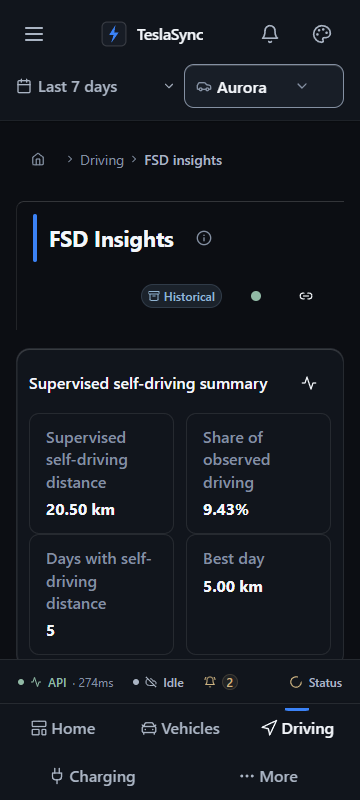 TeslaSync
Last 7 days
Aurora
Driving
FSD insights
FSD Insights
Historical
Supervised self-driving summary
Supervised
self-driving
distance
20.50 km
Share of
observed
driving
9.43%
Days with self-
driving
distance
5
Best day
5.00 km
API · 274ms
Idle
2
Status
Home
Vehicles
Driving
Charging
More